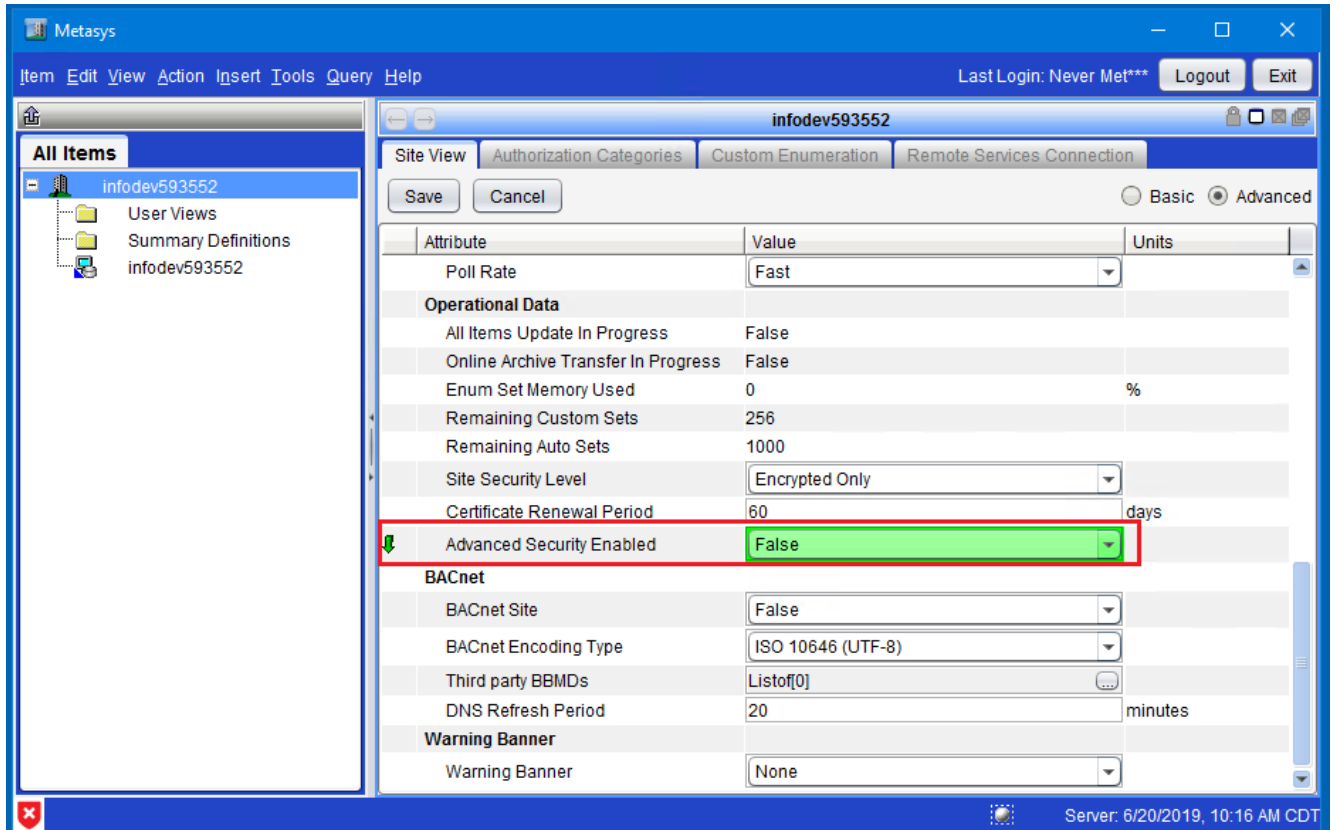 Metasys
Item Edit View Action Insert Tools Query Help Last Login: Never Met*** Logout Exit
infodev593552
All Items
Site View Authorization Categories Custom Enumeration Remote Services Connection
infodev593552
User Views
Summary Definitions
infodev593552
Save Cancel Basic Advanced
Attribute Value Units
Poll Rate Fast
Operational Data
All Items Update In Progress False
Online Archive Transfer In Progress False
Enum Set Memory Used 0 %
Remaining Custom Sets 256
Remaining Auto Sets 1000
Site Security Level Encrypted Only
Certificate Renewal Period 60 days
Advanced Security Enabled False
BACnet
BACnet Site False
BACnet Encoding Type ISO 10646 (UTF-8)
Third party BBMDs Listof[0] ...
DNS Refresh Period 20 minutes
Warning Banner
Warning Banner None
Server: 6/20/2019, 10:16 AM CDT